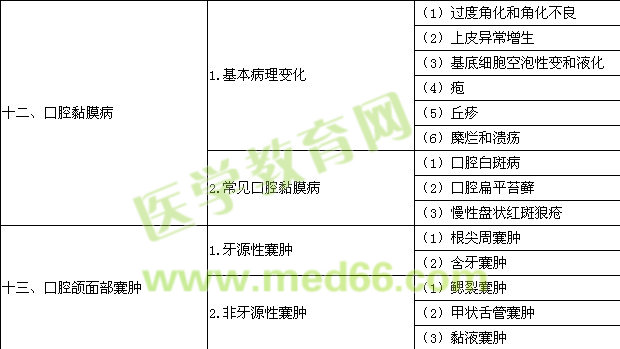 十二、口腔黏膜病
1.基本病理变化
（1）过度角化和角化不良
（2）上皮异常增生
（3）基底细胞空泡性变和液化
（4）疱
（5）丘疹
（6）糜烂和溃疡
2.常见口腔黏膜病
（1）口腔白斑病
（2）口腔扁平苔藓
（3）慢性盘状红斑狼疮
十三、口腔颌面部囊肿
1.牙源性囊肿
（1）根尖周囊肿
（2）含牙囊肿
2.非牙源性囊肿
（1）鳃裂囊肿
（2）甲状舌管囊肿
（3）黏液囊肿
医学教育网
www.med66.com